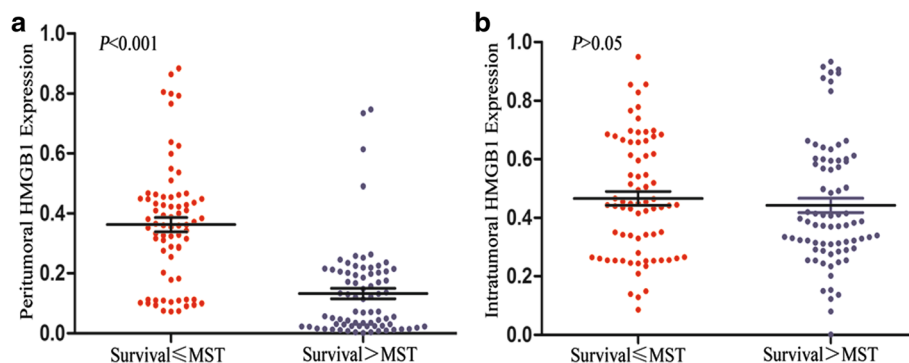 a
P<0.001
Peritumoral HMGB1 Expression
1.0
0.8
0.6
0.4
0.2
0.0
Survival≤MST
Survival>MST
b
P>0.05
Intratumoral HMGB1 Expression
1.0
0.8
0.6
0.4
0.2
0.0
Survival≤MST
Survival>MST